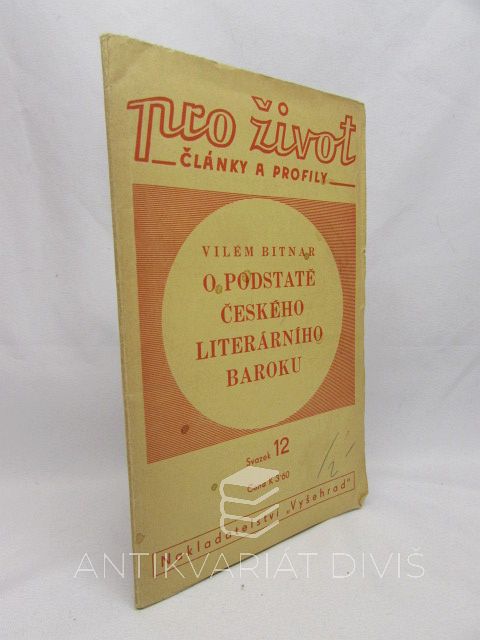 pro život
ČLÁNKY A PROFILY
VILÉM BITNAR
O PODSTATĚ
ČESKÉHO
LITERÁRNÍHO
BAROKU
Svazek 12
Cena K 3·60
Nakladatelství „Vyšehrad"
ANTIKVARIÁT DIVIŠ